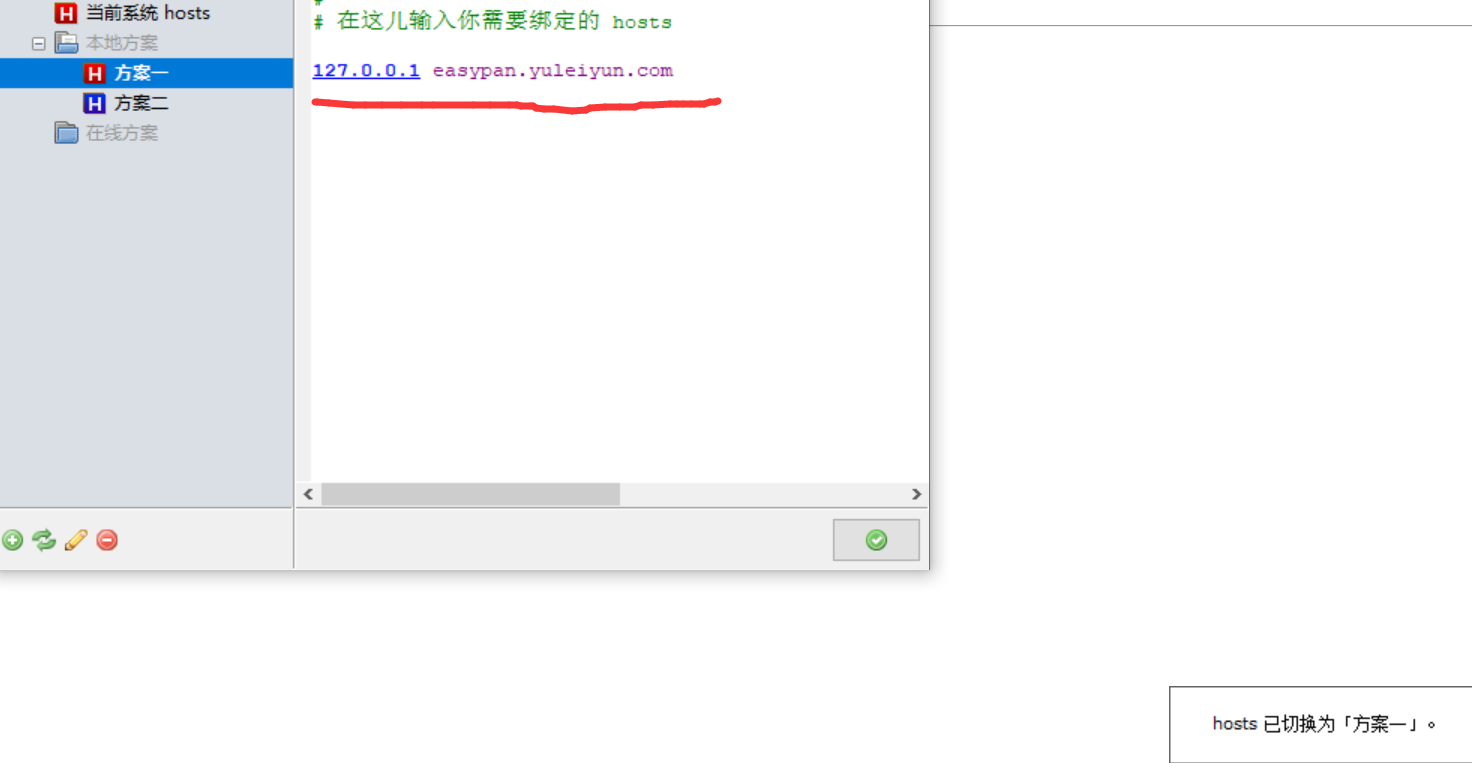 当前系统 hosts
本地方案
方案一
方案二
在线方案
#
# 在这儿输入你需要绑定的 hosts
127.0.0.1 easypan.yuleiyun.com
hosts 已切换为「方案一」。